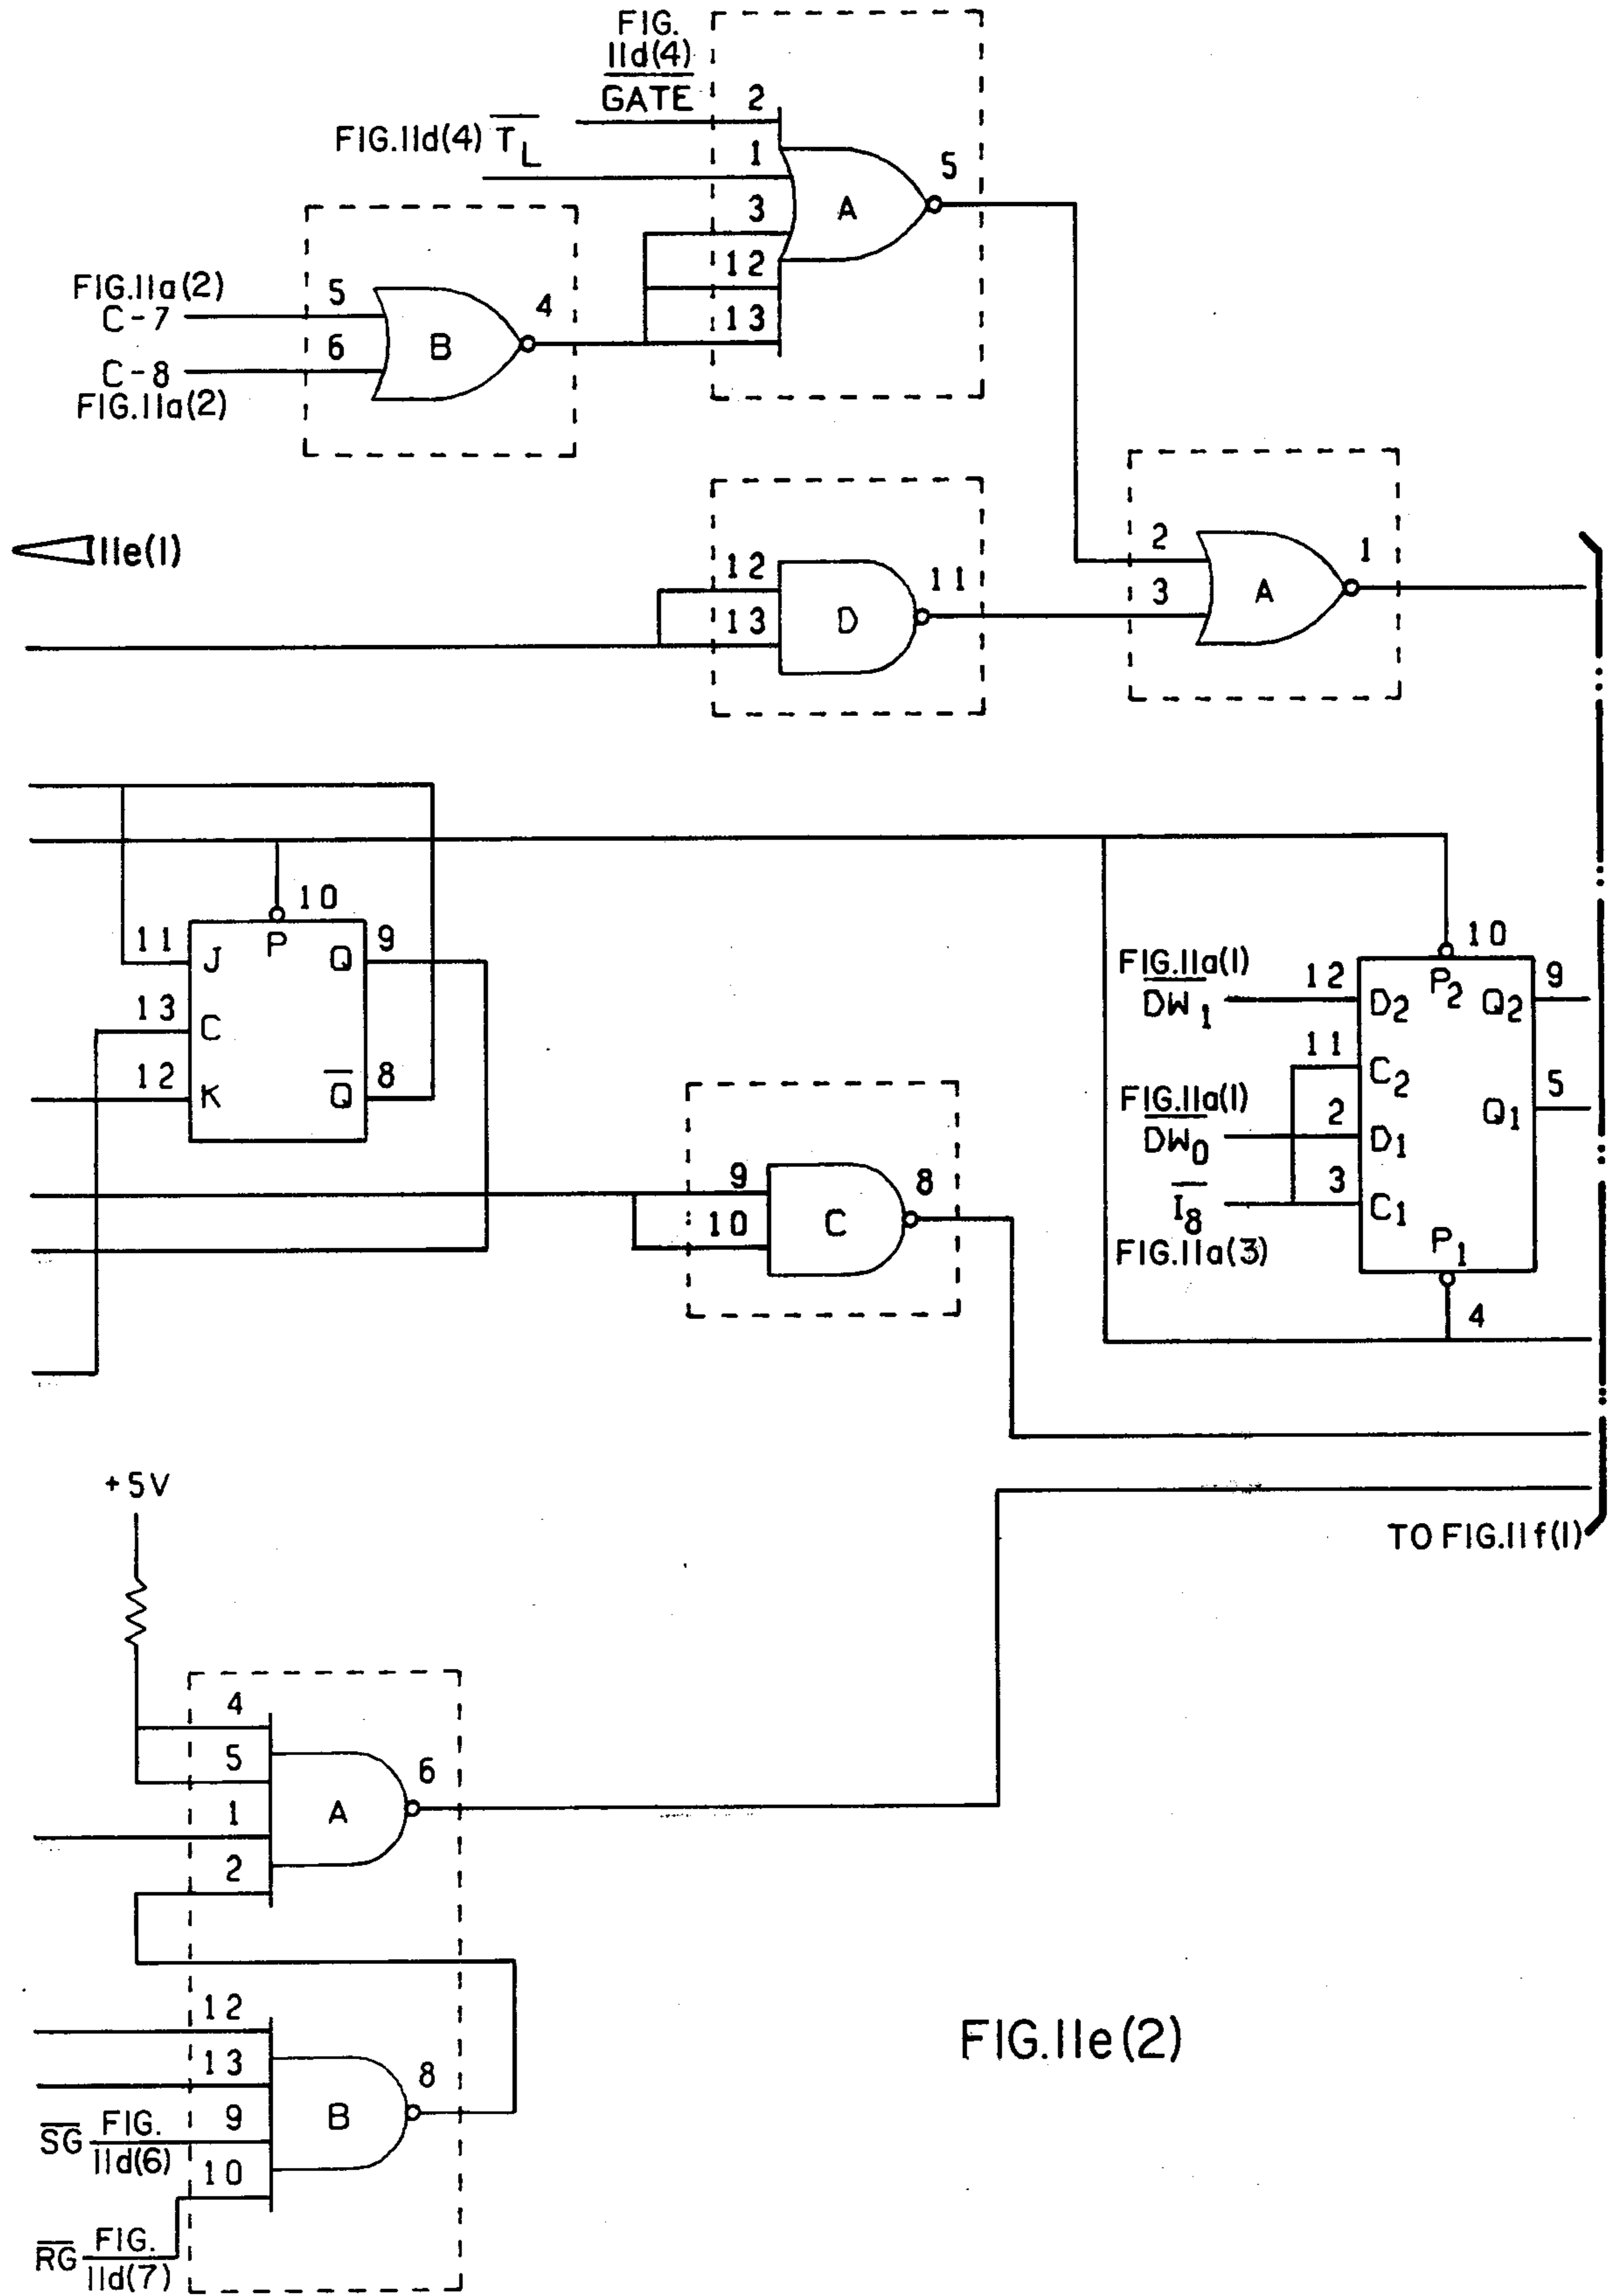 FIG.
11d(4)
GATE
2
FIG.11d(4) TL
1
5
3
A
12
13
FIG.11a(2)
C-7
5
4
6
B
C-8
FIG.11a(2)
11e(1)
12
11
D
13
2
1
3
A
10
11
J
P
Q
9
13
C
12
K
Q
8
9
8
10
C
10
FIG.11a(1)
DW1
12
D2
P2
Q2
9
11
C2
FIG.11a(1)
DW0
2
D1
Q1
5
I8
3
C1
FIG.11a(3)
P1
4
+5V
TO FIG.11f(1)
4
5
6
1
A
2
12
13
8
SG
FIG.
11d(6)
9
B
10
RG
FIG.
11d(7)
FIG.11e(2)